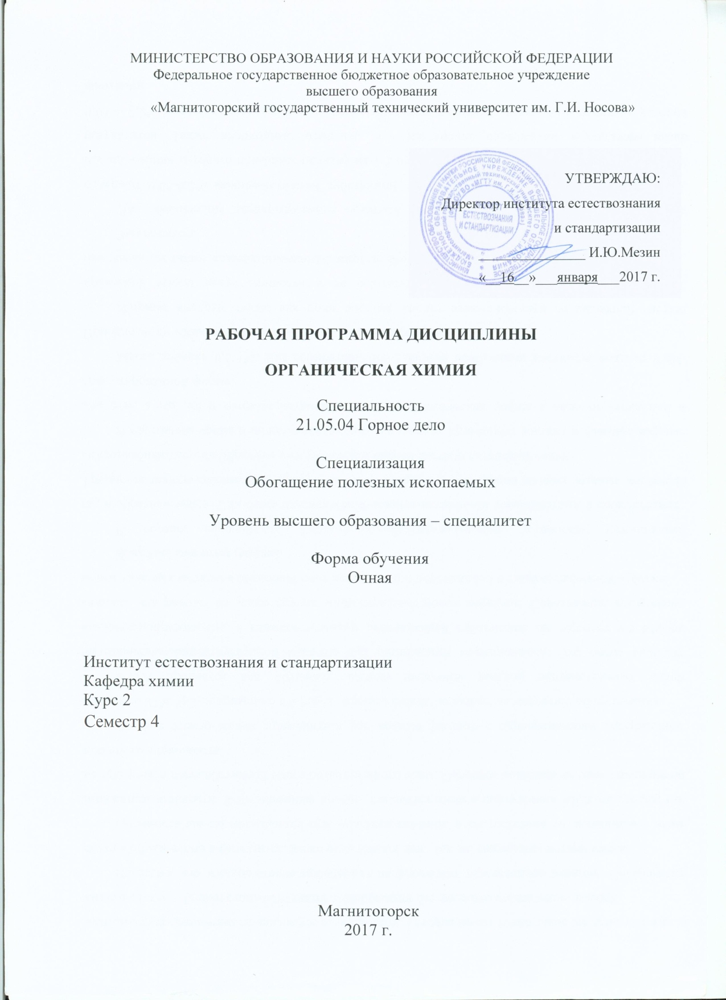 МИНИСТЕРСТВО ОБРАЗОВАНИЯ И НАУКИ РОССИЙСКОЙ ФЕДЕРАЦИИ
Федеральное государственное бюджетное образовательное учреждение
высшего образования
«Магнитогорский государственный технический университет им. Г.И. Носова»
УТВЕРЖДАЮ:
Директор института естествознания
и стандартизации
_______________ И.Ю.Мезин
«__16__»___января___2017 г.
ЕСТЕСТВОЗНАНИЯ
И СТАНДАРТИЗАЦИИ
РАБОЧАЯ ПРОГРАММА ДИСЦИПЛИНЫ
ОРГАНИЧЕСКАЯ ХИМИЯ
Специальность
21.05.04 Горное дело
Специализация
Обогащение полезных ископаемых
Уровень высшего образования – специалитет
Форма обучения
Очная
Институт естествознания и стандартизации
Кафедра химии
Курс 2
Семестр 4
Магнитогорск
2017 г.